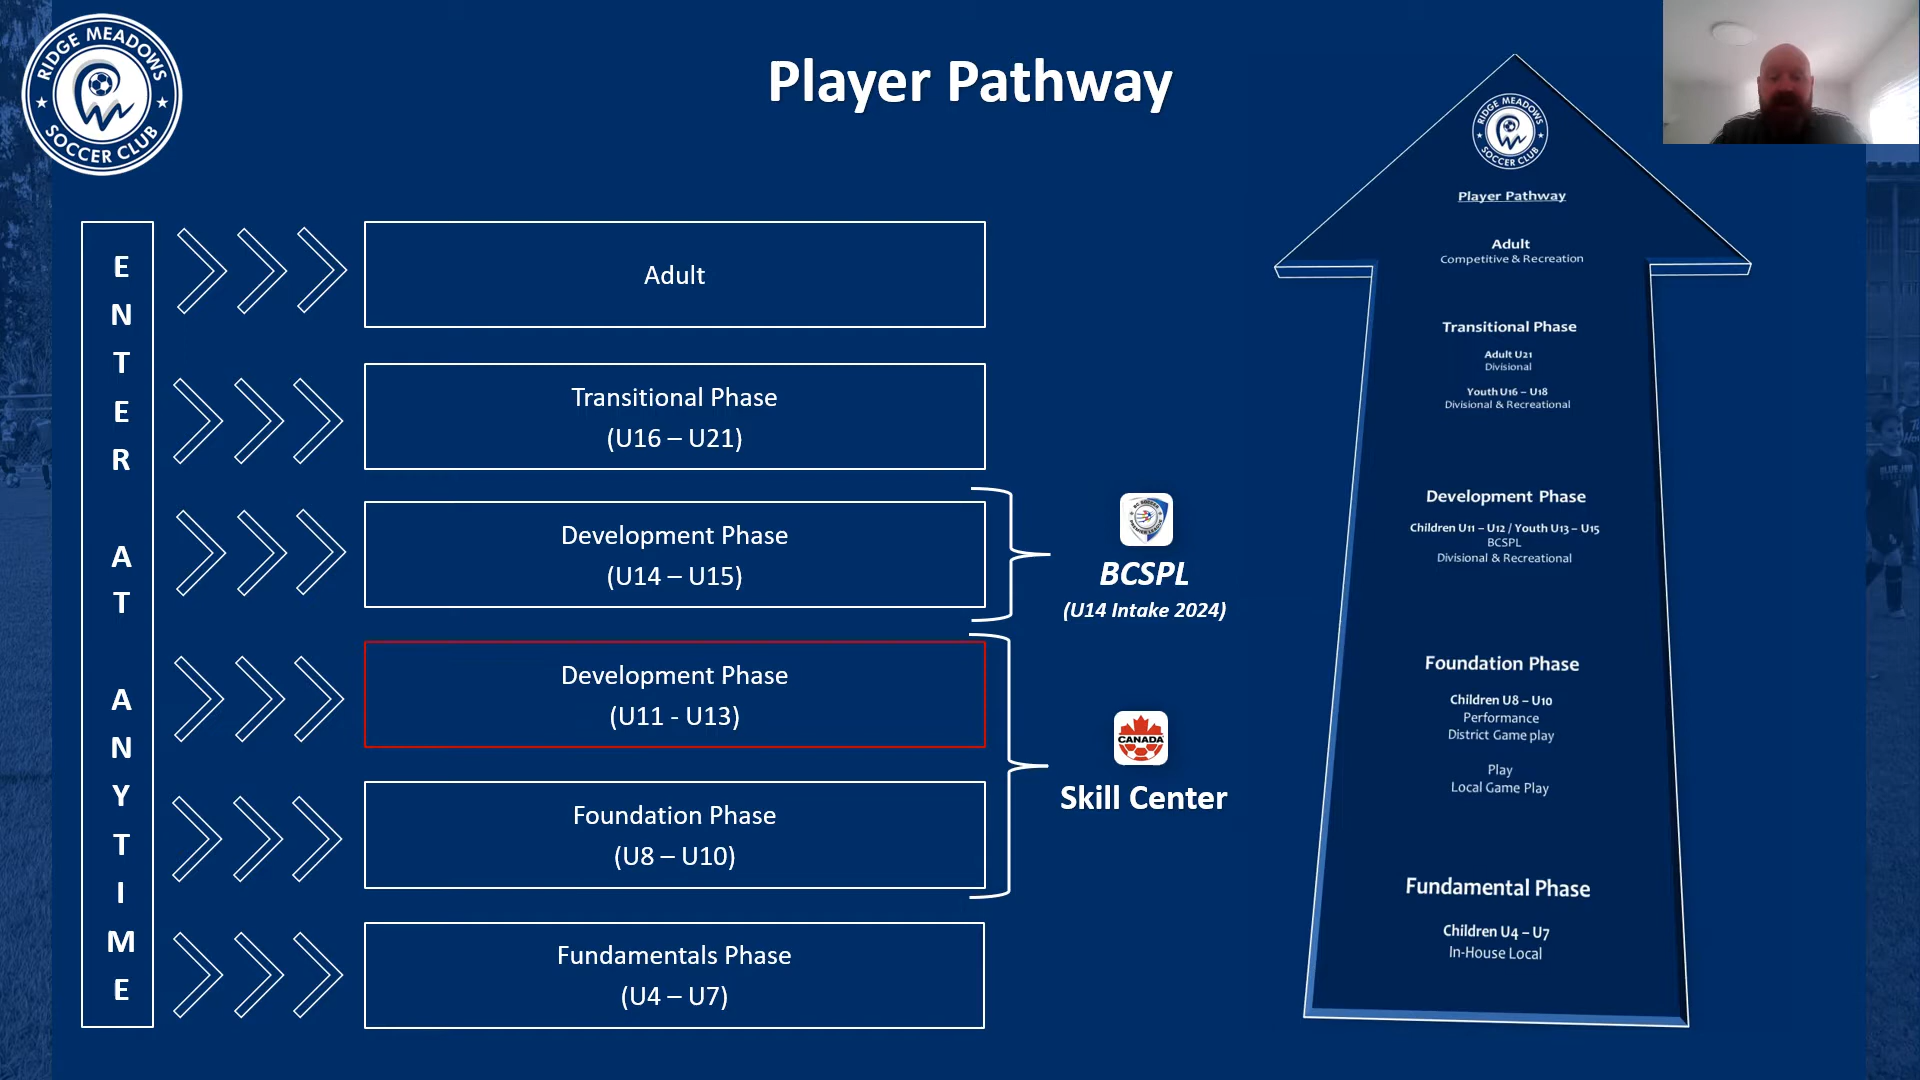 RIDGE MEADOWS
SOCCER CLUB
Player Pathway
ENTER AT ANYTIME
Adult
Transitional Phase
(U16 – U21)
Development Phase
(U14 – U15)
Development Phase
(U11 - U13)
Foundation Phase
(U8 – U10)
Fundamentals Phase
(U4 – U7)
BCSPL
(U14 Intake 2024)
CANADA
Skill Center
RIDGE MEADOWS
SOCCER CLUB
Player Pathway
Adult
Competitive & Recreation
Transitional Phase
Adult U21
Divisional
Youth U16 – U18
Divisional & Recreational
Development Phase
Children U11 – U12 / Youth U13 – U15
BCSPL
Divisional & Recreational
Foundation Phase
Children U8 – U10
Performance
District Game play
Play
Local Game Play
Fundamental Phase
Children U4 – U7
In-House Local